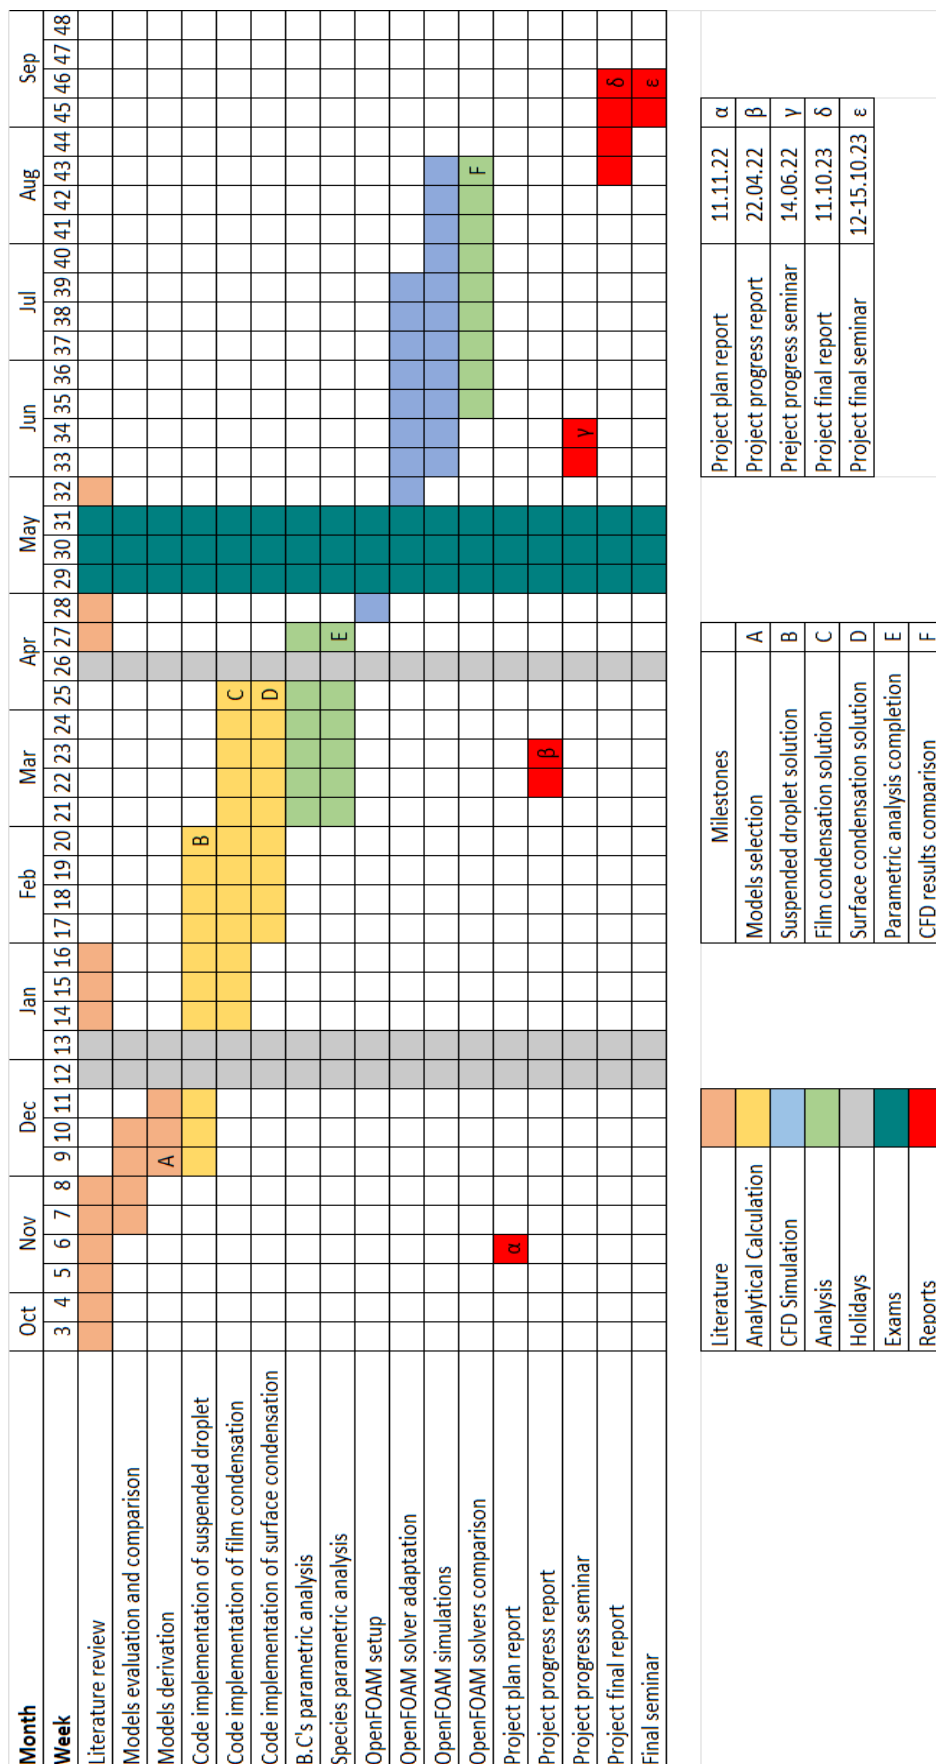 Month Oct Nov Dec Jan Feb Mar Apr May Jun Jul Aug Sep
Week 3 4 5 6 7 8 9 10 11 12 13 14 15 16 17 18 19 20 21 22 23 24 25 26 27 28 29 30 31 32 33 34 35 36 37 38 39 40 41 42 43 44 45 46 47 48
Literature review
Models evaluation and comparison
Models derivation A
Code implementation of suspended droplet B
Code implementation of film condensation C
Code implementation of surface condensation D
B.C's parametric analysis
Species parametric analysis E
OpenFOAM setup
OpenFOAM solver adaptation
OpenFOAM simulations
OpenFOAM solvers comparison F
Project plan report α
Project progress report β
Project progress seminar γ
Project final report δ
Final seminar ε
Literature
Analytical Calculation
CFD Simulation
Analysis
Holidays
Exams
Reports
Milestones
Models selection A
Suspended droplet solution B
Film condensation solution C
Surface condensation solution D
Parametric analysis completion E
CFD results comparison F
Project plan report 11.11.22 α
Project progress report 22.04.22 β
Preject progress seminar 14.06.22 γ
Project final report 11.10.23 δ
Project final seminar 12-15.10.23 ε